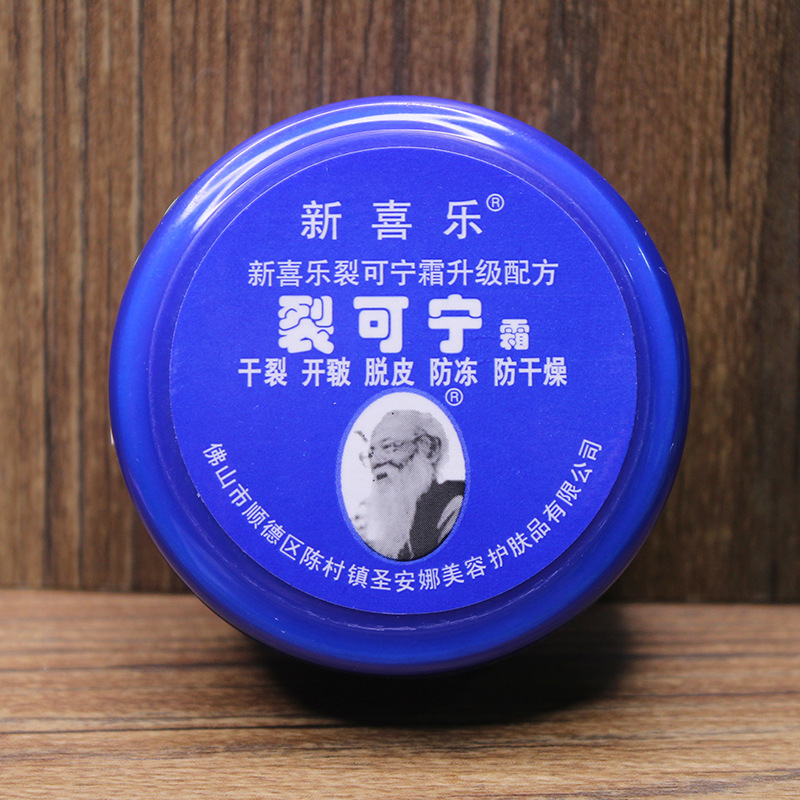 新喜乐®
新喜乐裂可宁霜升级配方
裂可宁霜
干裂 开皲 脱皮 防冻 防干燥
®
佛山市顺德区陈村镇圣安娜美容护肤品有限公司